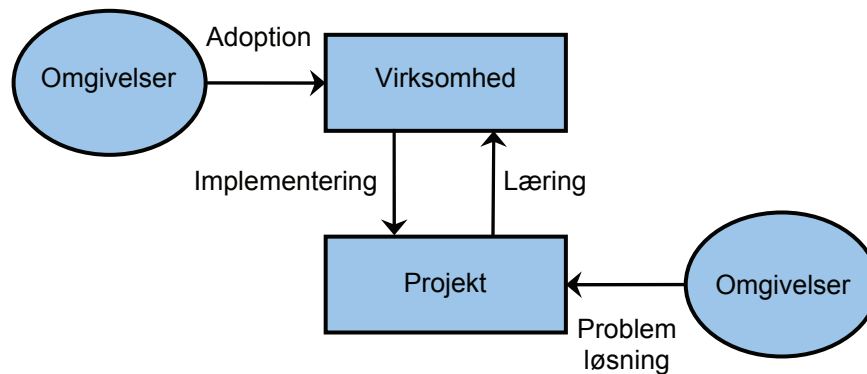 Adoption
Omgivelser
Virksomhed
Implementering
Læring
Projekt
Omgivelser
Problem
løsning